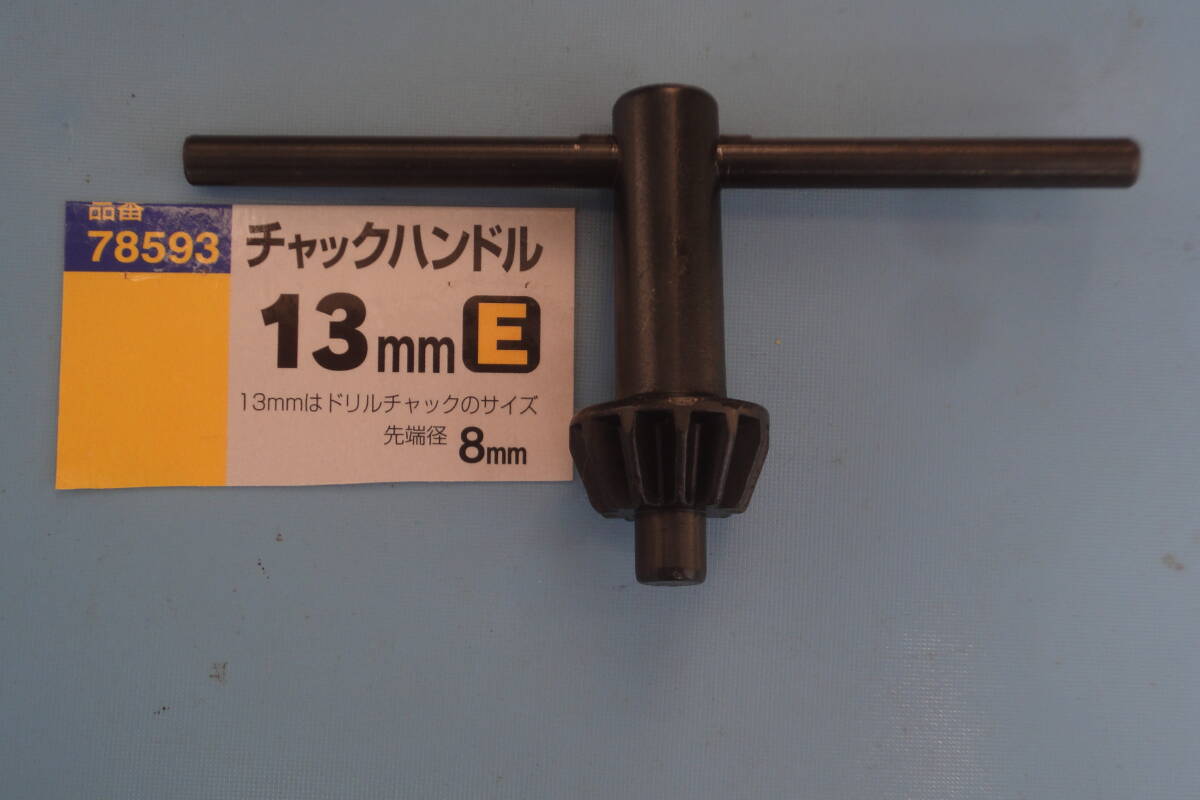 品番
78593
チャックハンドル
13mm E
13mmはドリルチャックのサイズ
先端径 8mm